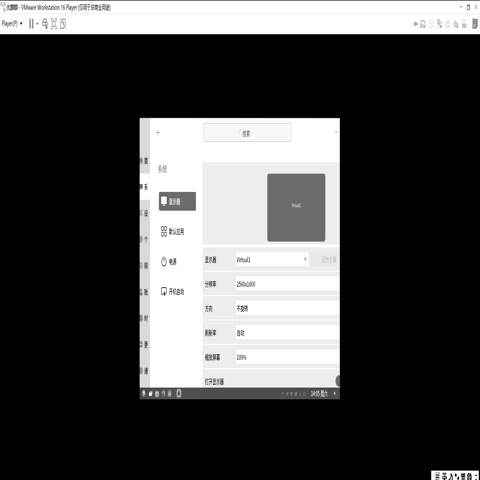 优麒麟 - VMware Workstation 16 Player (仅用于非商业用途)
Player(P)
搜索
系统
显示器
默认应用
电源
开机启动
Virtual1
显示器
Virtual1
分辨率
2560x1600
方向
不旋转
刷新率
自动
缩放屏幕
100%
打开显示器
14:05 周六